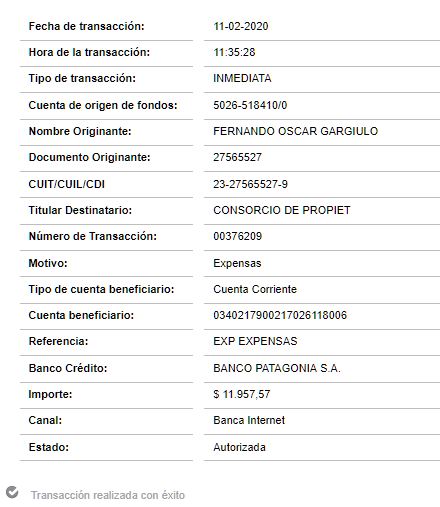 Fecha de transacción: 11-02-2020
Hora de la transacción: 11:35:28
Tipo de transacción: INMEDIATA
Cuenta de origen de fondos: 5026-518410/0
Nombre Originante: FERNANDO OSCAR GARGIULO
Documento Originante: 27565527
CUIT/CUIL/CDI 23-27565527-9
Titular Destinatario: CONSORCIO DE PROPIET
Número de Transacción: 00376209
Motivo: Expensas
Tipo de cuenta beneficiario: Cuenta Corriente
Cuenta beneficiario: 0340217900217026118006
Referencia: EXP EXPENSAS
Banco Crédito: BANCO PATAGONIA S.A.
Importe: $ 11.957,57
Canal: Banca Internet
Estado: Autorizada
Transacción realizada con éxito